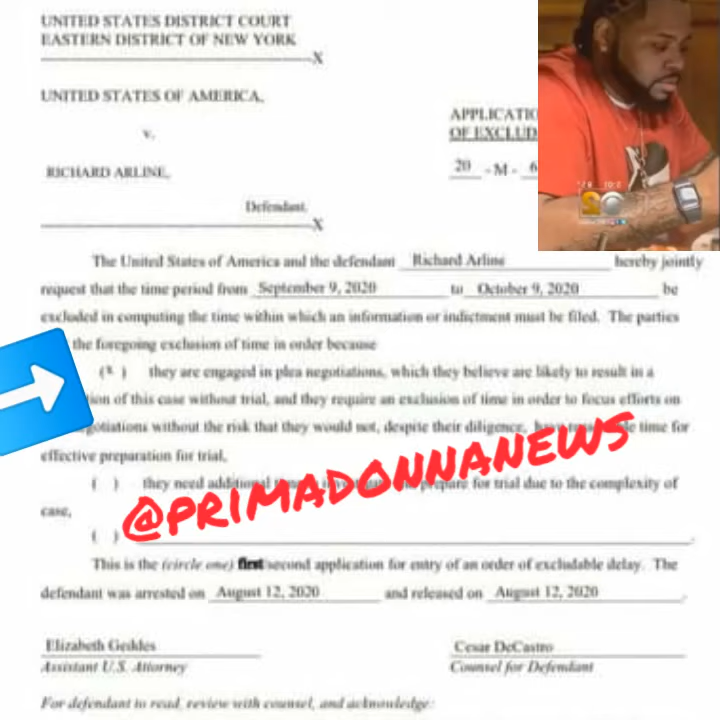 UNITED STATES DISTRICT COURT
EASTERN DISTRICT OF NEW YORK
X
UNITED STATES OF AMERICA,
APPLICATIO
v.
OF EXCLUD
20 - M - 6
RICHARD ARLINE,
Defendant.
X
2
The United States of America and the defendant Richard Arline hereby jointly
request that the time period from September 9, 2020 to October 9, 2020 be
excluded in computing the time within which an information or indictment must be filed. The parties
the foregoing exclusion of time in order because
(x ) they are engaged in plea negotiations, which they believe are likely to result in a
tion of this case without trial, and they require an exclusion of time in order to focus efforts on
gotiations without the risk that they would not, despite their diligence, time for
effective preparation for trial,
( ) they need additional prepare for trial due to the complexity of
case,
( )
@PRIMADONNANEWS
This is the (circle one) first second application for entry of an order of excludable delay. The
defendant was arrested on August 12, 2020 and released on August 12, 2020
Elizabeth Geddes Cesar DeCastro
Assistant U.S. Attorney Counsel for Defendant
For defendant to read, review with counsel, and acknowledge: